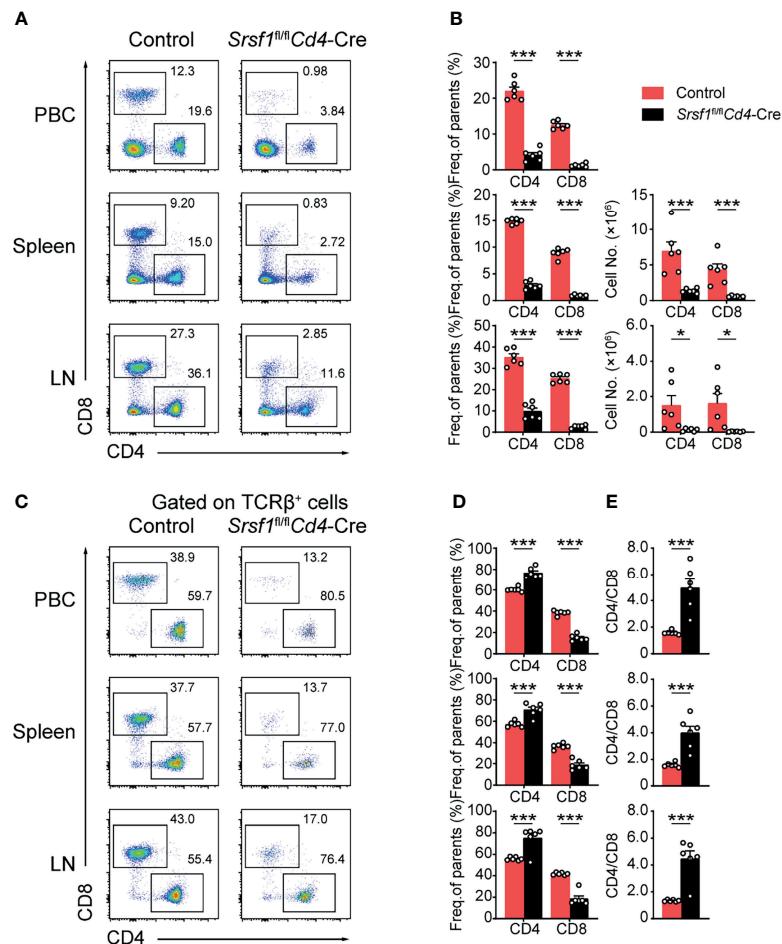 A
Control
Srsf1fl/flCd4-Cre
PBC
12.3
19.6
0.98
3.84
Spleen
9.20
15.0
0.83
2.72
LN
27.3
36.1
2.85
11.6
CD8
CD4
B
Control
Srsf1fl/flCd4-Cre
Freq.of parents (%)
30
20
10
0
***
***
CD4
CD8
Freq.of parents (%)
20
15
10
5
0
***
***
CD4
CD8
Cell No. (×10⁶)
15
10
5
0
***
***
CD4
CD8
Freq.of parents (%)
50
40
30
20
10
0
***
***
CD4
CD8
Cell No. (×10⁶)
6.0
4.0
2.0
0
*
*
CD4
CD8
C
Gated on TCRβ⁺ cells
Control
Srsf1fl/flCd4-Cre
PBC
38.9
59.7
13.2
80.5
Spleen
37.7
57.7
13.7
77.0
LN
43.0
55.4
17.0
76.4
CD8
CD4
D
Freq.of parents (%)
100
80
60
40
20
0
***
***
CD4
CD8
Freq.of parents (%)
100
80
60
40
20
0
***
***
CD4
CD8
Freq.of parents (%)
100
80
60
40
20
0
***
***
CD4
CD8
E
CD4/CD8
8.0
6.0
4.0
2.0
0
***
CD4/CD8
8.0
6.0
4.0
2.0
0
***
CD4/CD8
8.0
6.0
4.0
2.0
0
***